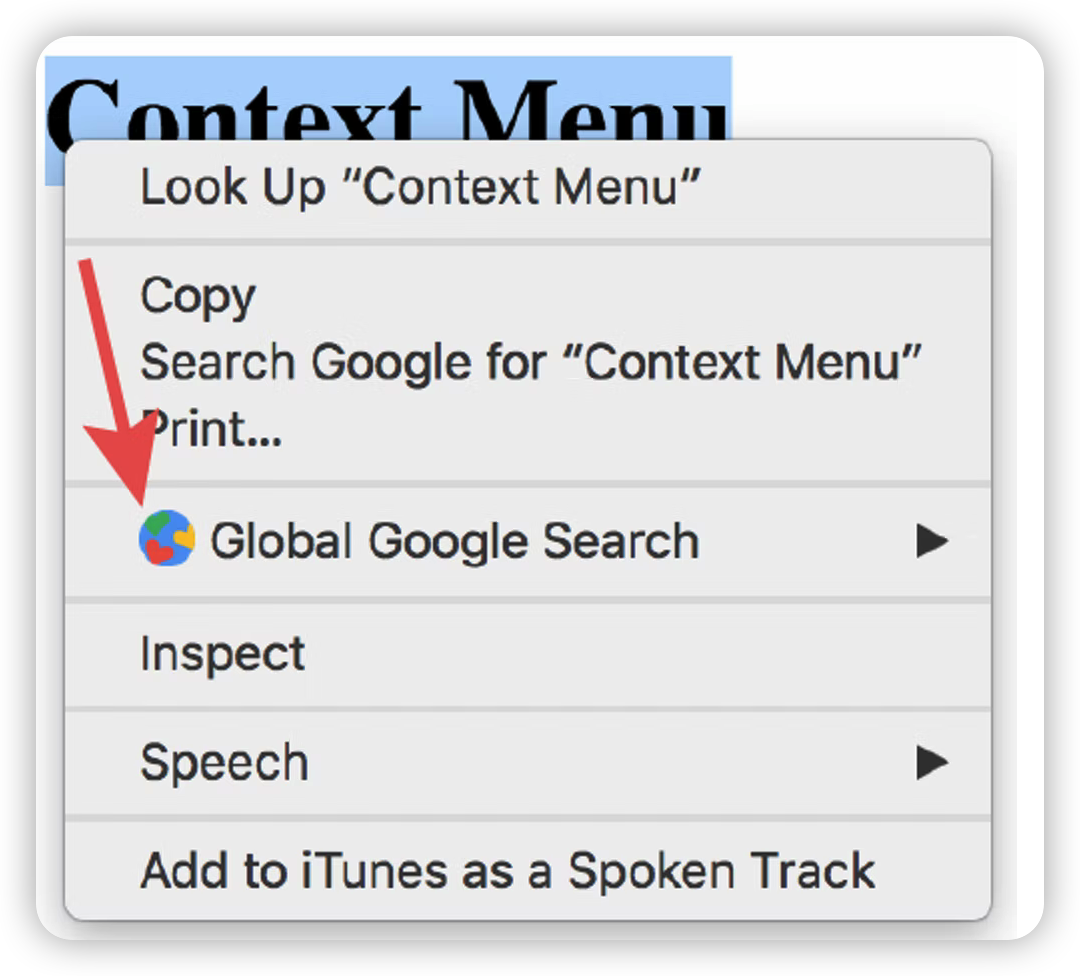 Context Menu
Look Up “Context Menu”
Copy
Search Google for “Context Menu”
Print...
Global Google Search
Inspect
Speech
Add to iTunes as a Spoken Track